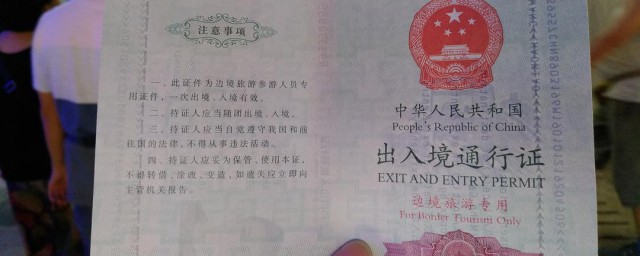 注意事项
一、此证件为边境旅游参游人员专
用证件，一次出境、入境有效。
二、持证人应当随团出境、入境。
三、持证人应当自觉遵守我国和前
往国的法律，不得从事违法活动。
四、持证人应妥为保管、使用本证，
不得转借、涂改、变造，如遗失应立即向
主管机关报告。
中华人民共和国
People's Republic of China
出入境通行证
EXIT AND ENTRY PERMIT
边境旅游专用
For Border Tourism Only